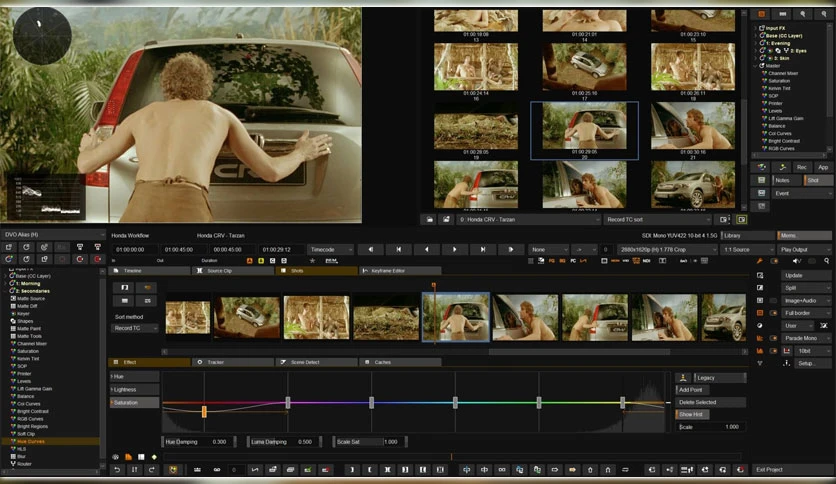 01:00:18:08
01:00:21:01
01:00:23:10
13
14
15
01:00:24:14
01:00:26:11
16
17
18
01:00:28:05
01:00:29:05
01:00:30:16
19
20
21
Input FX
Base (CC Layer)
1: Evening
2: Eyes
3: Skin
Master
Channel Mixer
Saturation
Kelvin Tint
SOP
Printer
Levels
Lift Gamma Gain
Balance
Col Curves
Bright Contrast
RGB Curves
Rec
App
Notes
Shot
Event
CRV
0
Honda CRV - Tarzan
Record TC sort
DVO Alias (H)
Honda Workflow
Honda CRV - Tarzan
SDI Mono YUV422 10-bit 4 1.5G
Library
Mems
01:00:00:00
01:00:45:00
00:00:45:00
01:00:29:12
Timecode
None
0
2880x1620p (H) 1.778 Crop
1:1 Source
Play Output
In
Out
Duration
Timeline
Source Clip
Shots
Keyframe Editor
Sort method
Record TC
Update
Split
Image+Audio
Full border
User
Parade Mono
10bit
Setup...
Input FX
Base (CC Layer)
1: Morning
2: Secondaries
Matte Source
Matte Diff
Keyer
Shapes
Matte Paint
Matte Tools
Channel Mixer
Saturation
Kelvin Tint
SOP
Printer
Levels
Lift Gamma Gain
Balance
Col Curves
Bright Contrast
RGB Curves
Bright Regions
Soft Clip
Hue Curves
HLS
Blur
Router
Effect
Tracker
Scene Detect
Caches
Hue
Lightness
Saturation
Legacy
Add Point
Delete Selected
Show Hist
Scale
1.000
Hue Damping
0.300
Luma Damping
0.500
Scale Sat
1.000
0
Exit Project